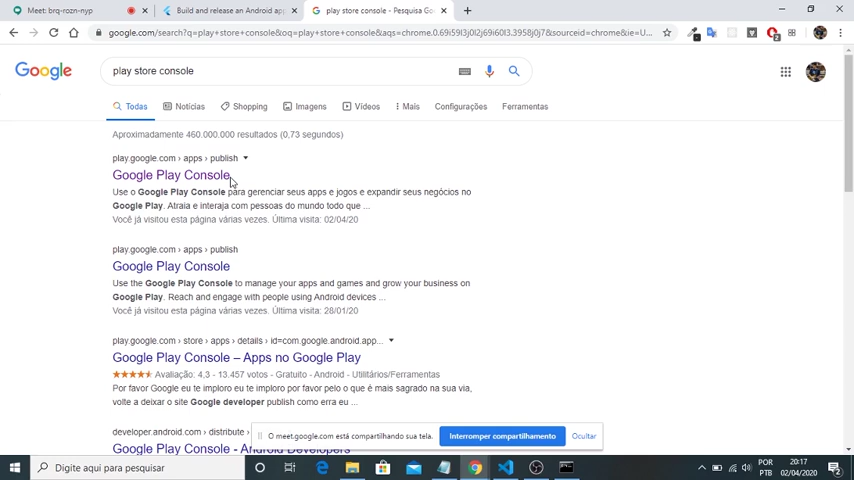 Meet: brq-rozn-nyp
Build and release an Android app
play store console - Pesquisa Go
google.com/search?q=play+store+console&oq=play+store+console&aqs=chrome.0.69i59j0l2j69i60l3.3958j0j7&sourceid=chrome&ie=U...
Google
play store console
Todas Notícias Shopping Imagens Vídeos Mais Configurações Ferramentas
Aproximadamente 460.000.000 resultados (0,73 segundos)
play.google.com › apps › publish
Google Play Console
Use o Google Play Console para gerenciar seus apps e jogos e expandir seus negócios no
Google Play. Atraia e interaja com pessoas do mundo todo que ...
Você já visitou esta página várias vezes. Última visita: 02/04/20
play.google.com › apps › publish
Google Play Console
Use the Google Play Console to manage your apps and games and grow your business on
Google Play. Reach and engage with people using Android devices ...
Você já visitou esta página várias vezes. Última visita: 28/01/20
play.google.com › store › apps › details › id=com.google.android.app...
Google Play Console – Apps no Google Play
Avaliação: 4,3 - 13.457 votos - Gratuito - Android - Utilitários/Ferramentas
Por favor Google eu te imploro eu te imploro por favor pelo o que é mais sagrado na sua via,
volte a deixar o site Google developer publish como erra eu ...
developer.android.com › distribute ›
Google Play Console - Android Developers
O meet.google.com está compartilhando sua tela. Interromper compartilhamento Ocultar
Digite aqui para pesquisar
POR 20:17
PTB 02/04/2020